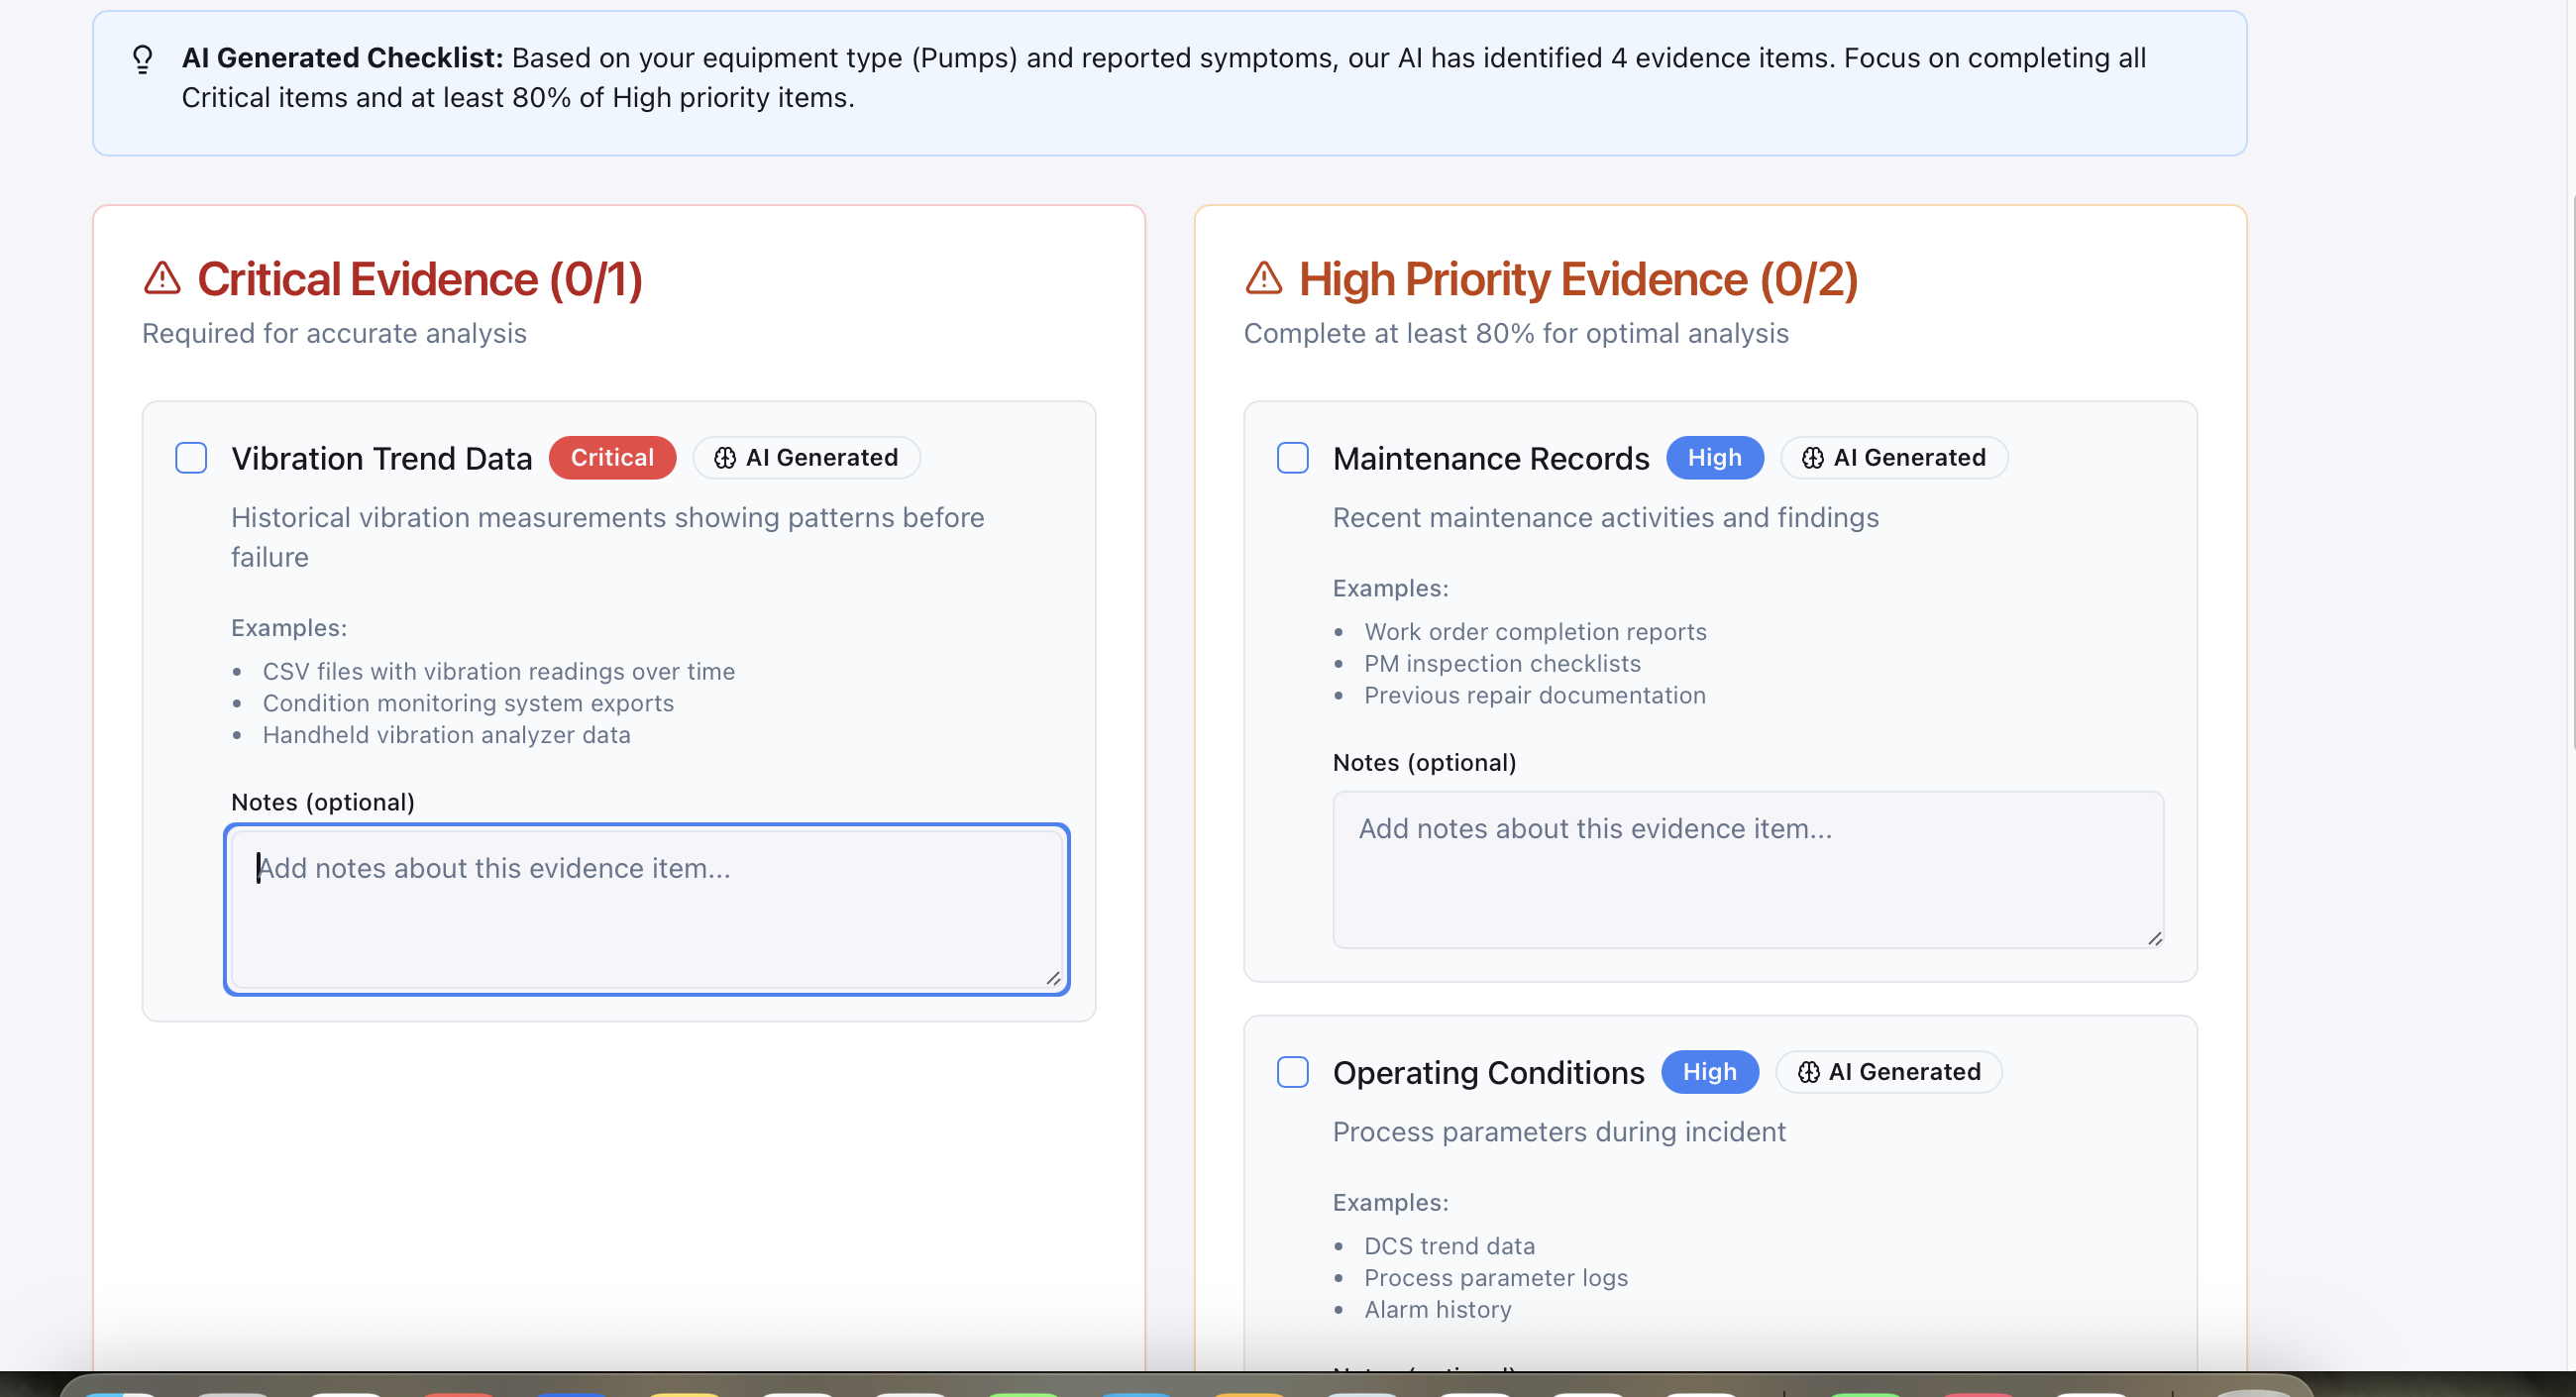 AI Generated Checklist: Based on your equipment type (Pumps) and reported symptoms, our AI has identified 4 evidence items. Focus on completing all
Critical items and at least 80% of High priority items.
Critical Evidence (0/1)
Required for accurate analysis
Vibration Trend Data Critical AI Generated
Historical vibration measurements showing patterns before
failure
Examples:
• CSV files with vibration readings over time
• Condition monitoring system exports
• Handheld vibration analyzer data
Notes (optional)
Add notes about this evidence item...
High Priority Evidence (0/2)
Complete at least 80% for optimal analysis
Maintenance Records High AI Generated
Recent maintenance activities and findings
Examples:
• Work order completion reports
• PM inspection checklists
• Previous repair documentation
Notes (optional)
Add notes about this evidence item...
Operating Conditions High AI Generated
Process parameters during incident
Examples:
• DCS trend data
• Process parameter logs
• Alarm history